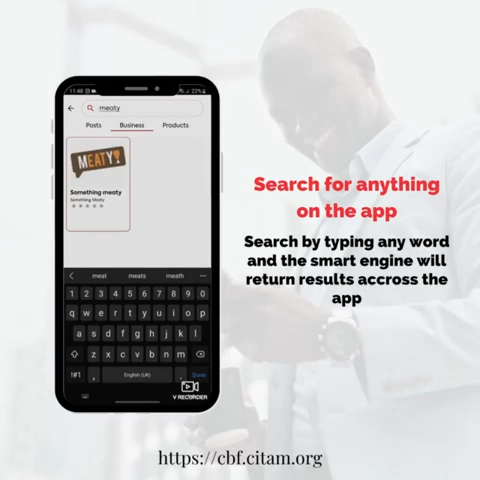 11:48
22%
meaty
Posts Business Products
MEATY
Something meaty
Something Meaty
meat meats meath
1 2 3 4 5 6 7 8 9 0
q w e r t y u i o p
a s d f g h j k l
z x c v b n m
!#1 , English (UK) . Done
V RECORDER
Search for anything
on the app
Search by typing any word
and the smart engine will
return results accross the
app
https://cbf.citam.org